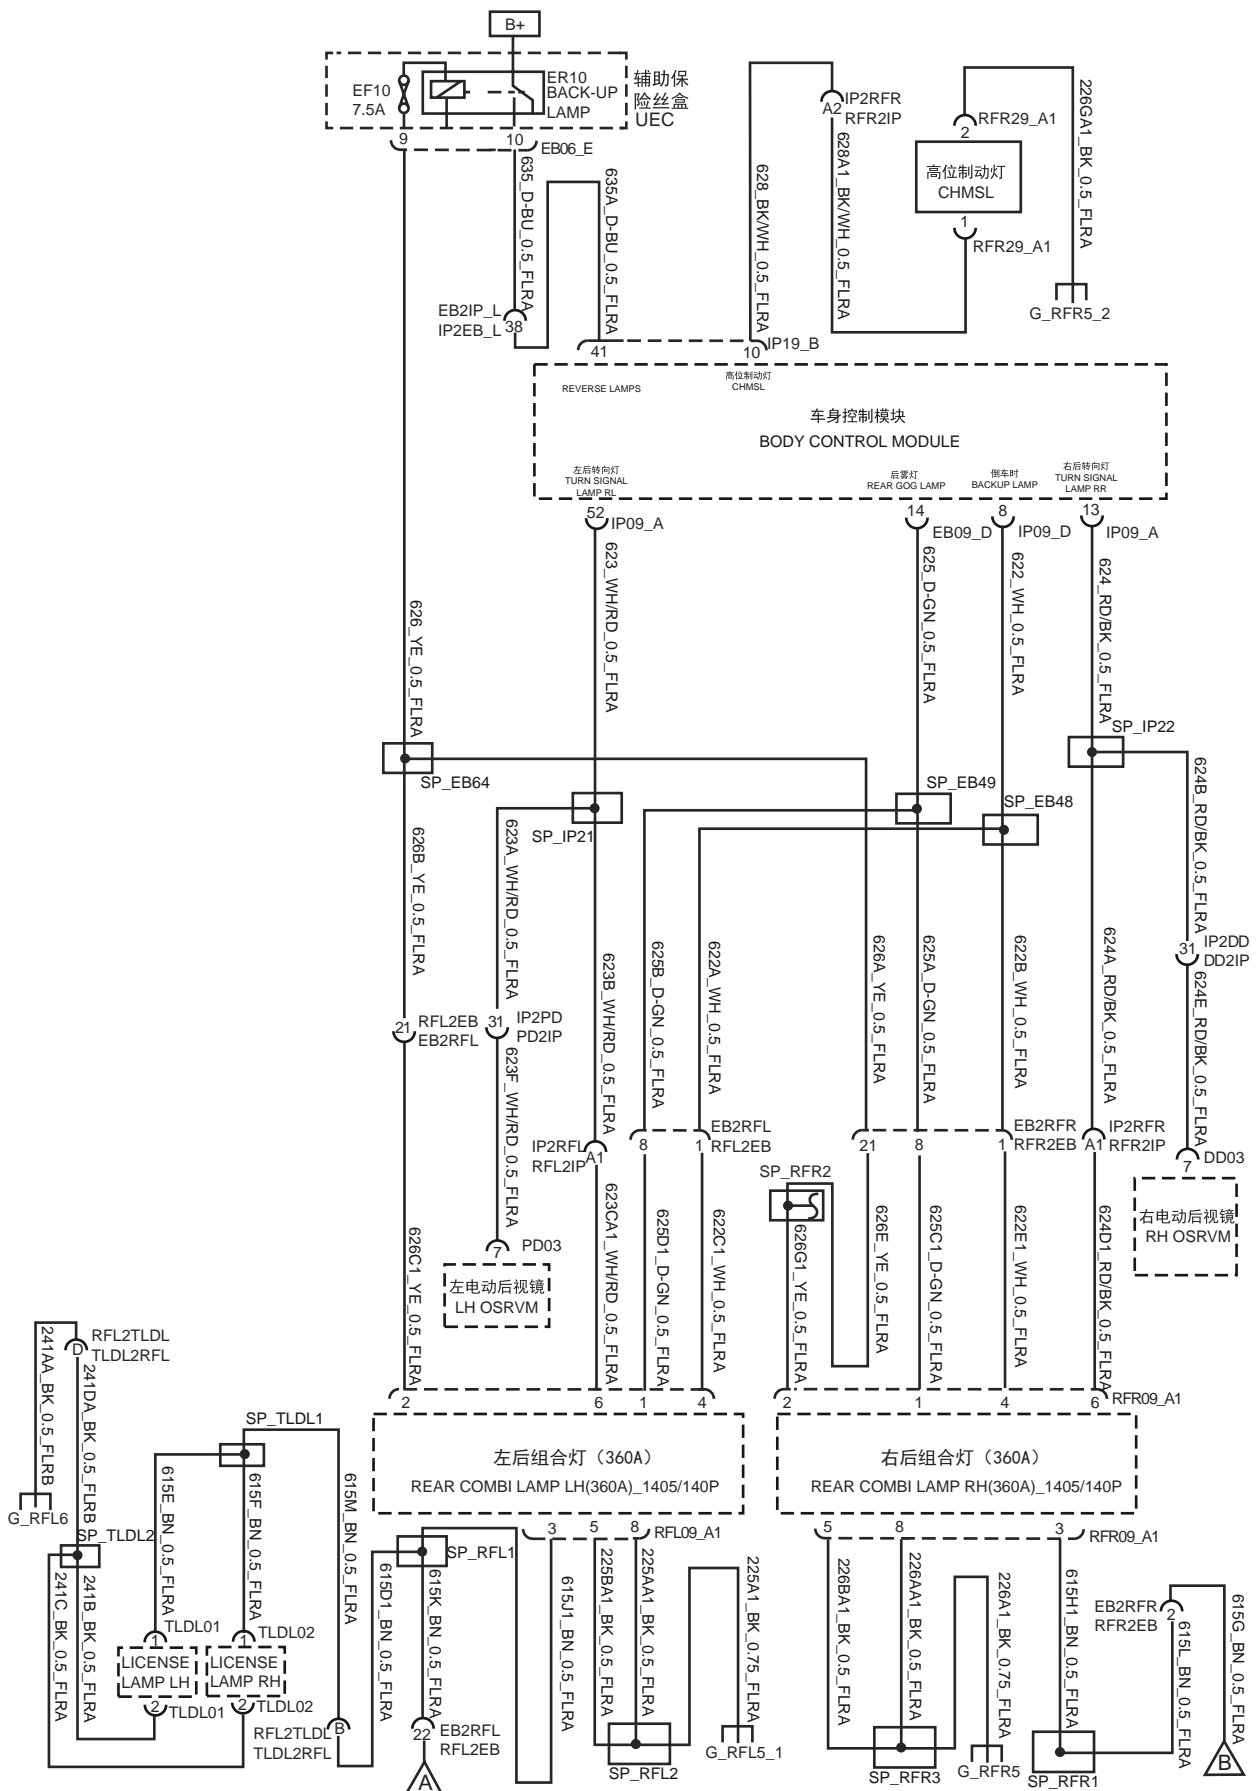 B+
EF10
7.5A
ER10
BACK-UP
LAMP
辅助保
险丝盒
UEC
9
10
EB06_E
635_D-BU_0.5_FLRA
635A_D-BU_0.5_FLRA
628_BK/WH_0.5_FLRA
628A1_BK/WH_0.5_FLRA
A2
IP2RFR
RFR2IP
2
RFR29_A1
高位制动灯
CHMSL
1
RFR29_A1
226GA1_BK_0.5_FLRA
G_RFR5_2
EB2IP_L
IP2EB_L
38
41
10
IP19_B
REVERSE LAMPS
高位制动灯
CHMSL
车身控制模块
BODY CONTROL MODULE
左后转向灯
TURN SIGNAL
LAMP RL
后雾灯
REAR GOG LAMP
倒车时
BACKUP LAMP
右后转向灯
TURN SIGNAL
LAMP RR
52
IP09_A
14
EB09_D
8
IP09_D
13
IP09_A
626_YE_0.5_FLRA
623_WH/RD_0.5_FLRA
625_D-GN_0.5_FLRA
622_WH_0.5_FLRA
624_RD/BK_0.5_FLRA
SP_EB64
SP_IP21
SP_EB49
SP_EB48
SP_IP22
626B_YE_0.5_FLRA
623A_WH/RD_0.5_FLRA
623B_WH/RD_0.5_FLRA
625B_D-GN_0.5_FLRA
622A_WH_0.5_FLRA
626A_YE_0.5_FLRA
625A_D-GN_0.5_FLRA
622B_WH_0.5_FLRA
624A_RD/BK_0.5_FLRA
624B_RD/BK_0.5_FLRA
31
IP2DD
DD2IP
21
RFL2EB
EB2RFL
31
IP2PD
PD2IP
623F_WH/RD_0.5_FLRA
624E_RD/BK_0.5_FLRA
IP2RFL
RFL2IP
A1
8
1
EB2RFL
RFL2EB
21
8
1
EB2RFR
RFR2EB
A1
IP2RFR
RFR2IP
7
DD03
右电动后视镜
RH OSRVM
SP_RFR2
626C1_YE_0.5_FLRA
7
PD03
左电动后视镜
LH OSRVM
623CA1_WH/RD_0.5_FLRA
625D1_D-GN_0.5_FLRA
622C1_WH_0.5_FLRA
626G1_YE_0.5_FLRA
626E_YE_0.5_FLRA
625C1_D-GN_0.5_FLRA
622E1_WH_0.5_FLRA
624D1_RD/BK_0.5_FLRA
2
6
1
4
2
1
4
6
RFR09_A1
左后组合灯（360A）
REAR COMBI LAMP LH(360A)_1405/140P
右后组合灯（360A）
REAR COMBI LAMP RH(360A)_1405/140P
241AA_BK_0.5_FLRB
D
RFL2TLDL
TLDL2RFL
241DA_BK_0.5_FLRB
G_RFL6
SP_TLDL2
SP_TLDL1
615E_BN_0.5_FLRA
615F_BN_0.5_FLRA
615M_BN_0.5_FLRA
241C_BK_0.5_FLRA
241B_BK_0.5_FLRA
1
TLDL01
1
TLDL02
LICENSE
LAMP LH
LICENSE
LAMP RH
2
TLDL01
2
TLDL02
RFL2TLDL
TLDL2RFL
B
SP_RFL1
615D1_BN_0.5_FLRA
615K_BN_0.5_FLRA
22
EB2RFL
RFL2EB
A
3
5
8
RFL09_A1
615J1_BN_0.5_FLRA
225BA1_BK_0.5_FLRA
225AA1_BK_0.5_FLRA
225A1_BK_0.75_FLRA
SP_RFL2
G_RFL5_1
5
8
3
RFR09_A1
226BA1_BK_0.5_FLRA
226AA1_BK_0.5_FLRA
226A1_BK_0.75_FLRA
615H1_BN_0.5_FLRA
SP_RFR3
G_RFR5
SP_RFR1
EB2RFR
RFR2EB
2
615L_BN_0.5_FLRA
615G_BN_0.5_FLRA
B